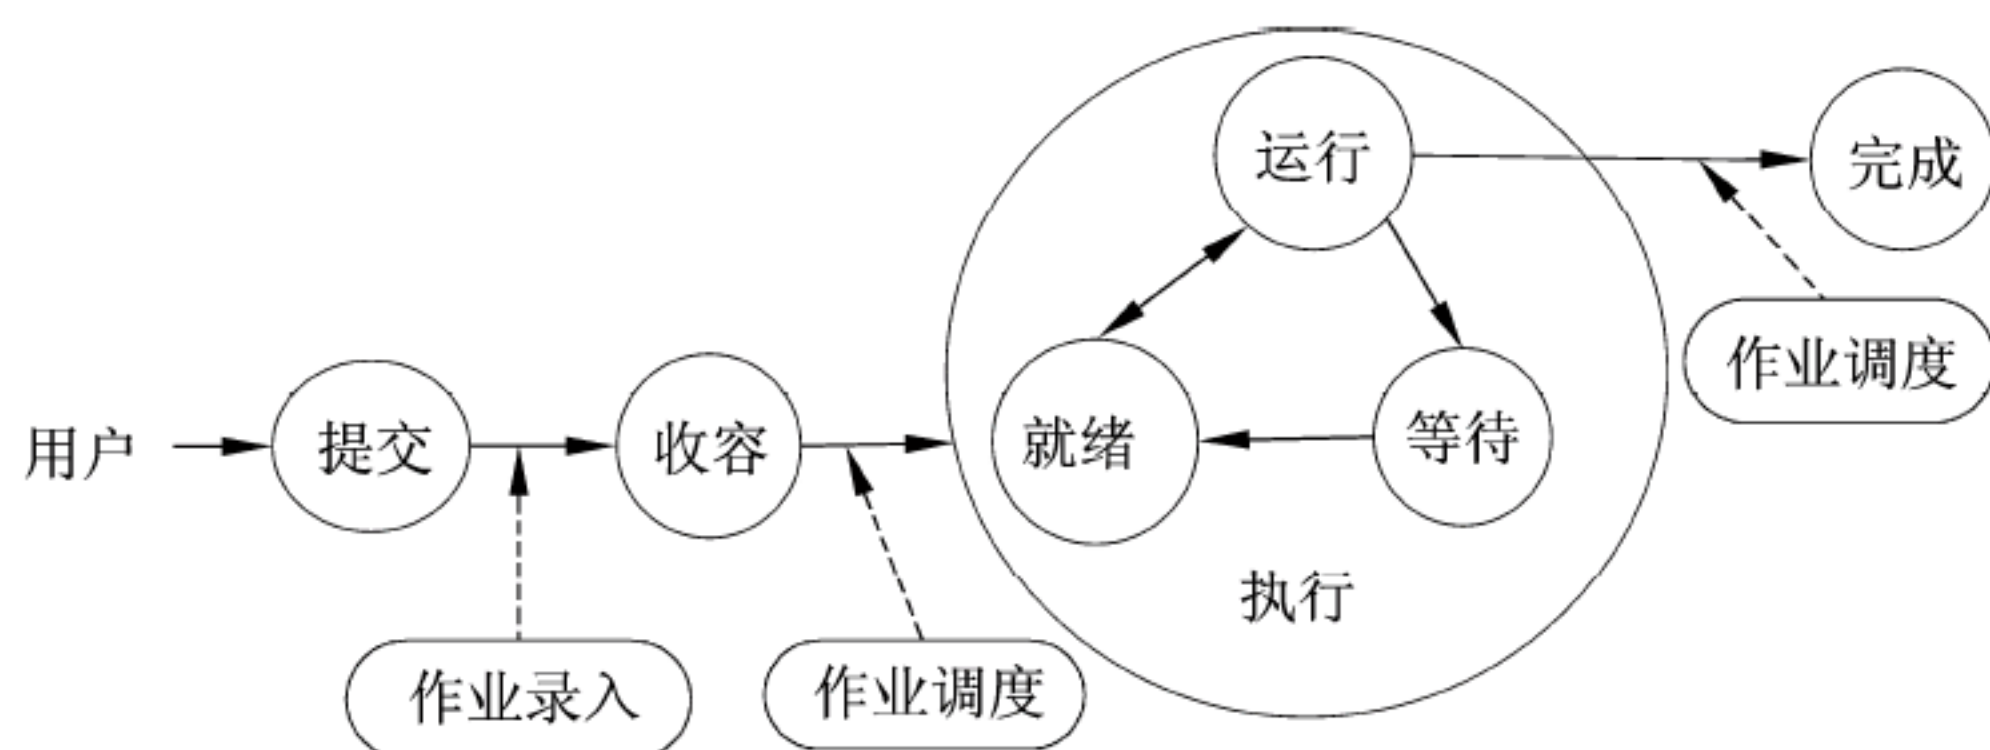 运行
完成
作业调度
用户
提交
收容
就绪
等待
执行
作业录入
作业调度